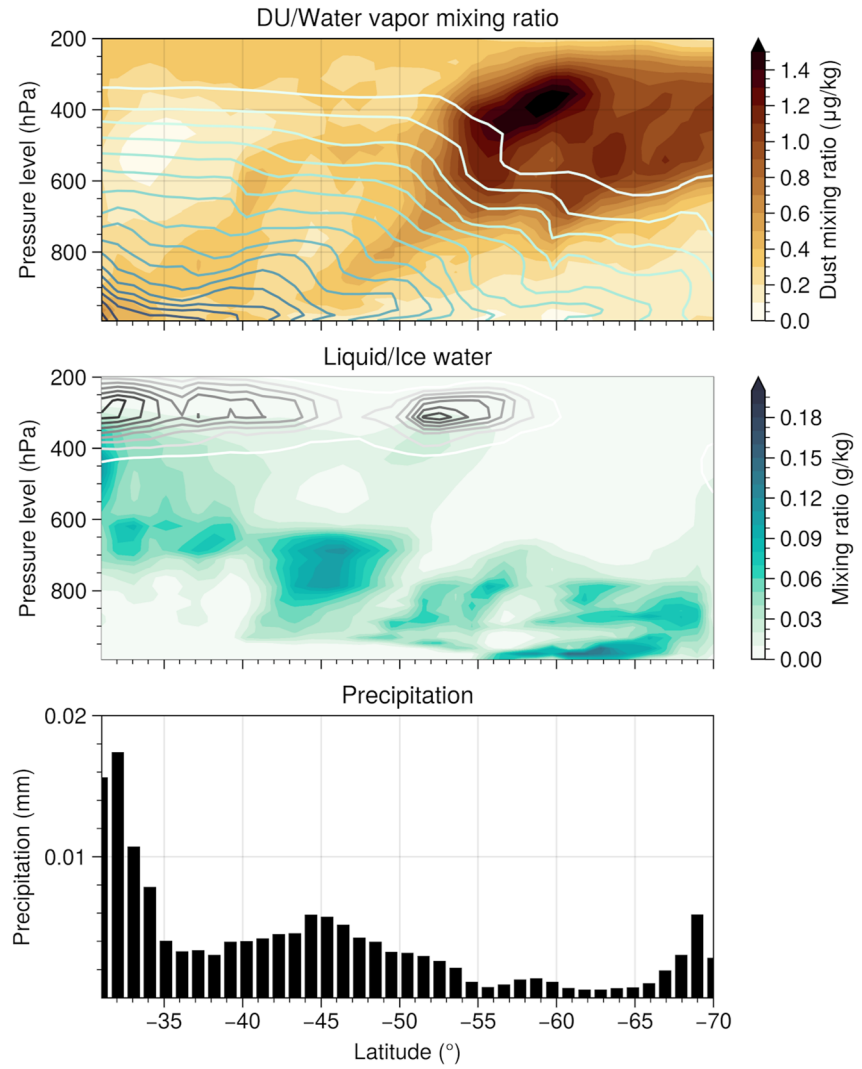 DU/Water vapor mixing ratio
200
400
600
800
Pressure level (hPa)
1.4
1.2
1.0
0.8
0.6
0.4
0.2
0.0
Dust mixing ratio (µg/kg)
Liquid/Ice water
200
400
600
800
Pressure level (hPa)
0.18
0.15
0.12
0.09
0.06
0.03
0.00
Mixing ratio (g/kg)
Precipitation
0.02
0.01
Precipitation (mm)
−35 −40 −45 −50 −55 −60 −65 −70
Latitude (°)